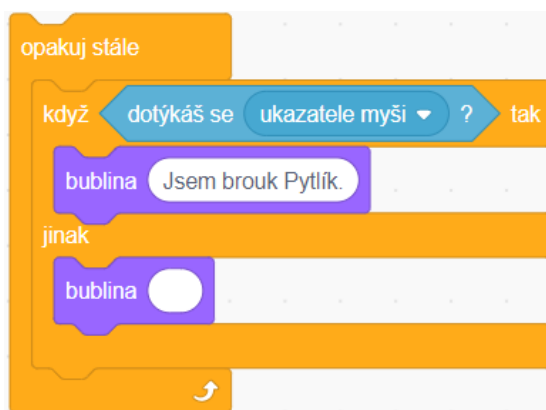 opakuj stále
když dotýkáš se ukazatele myši ? tak
bublina Jsem brouk Pytlík.
jinak
bublina